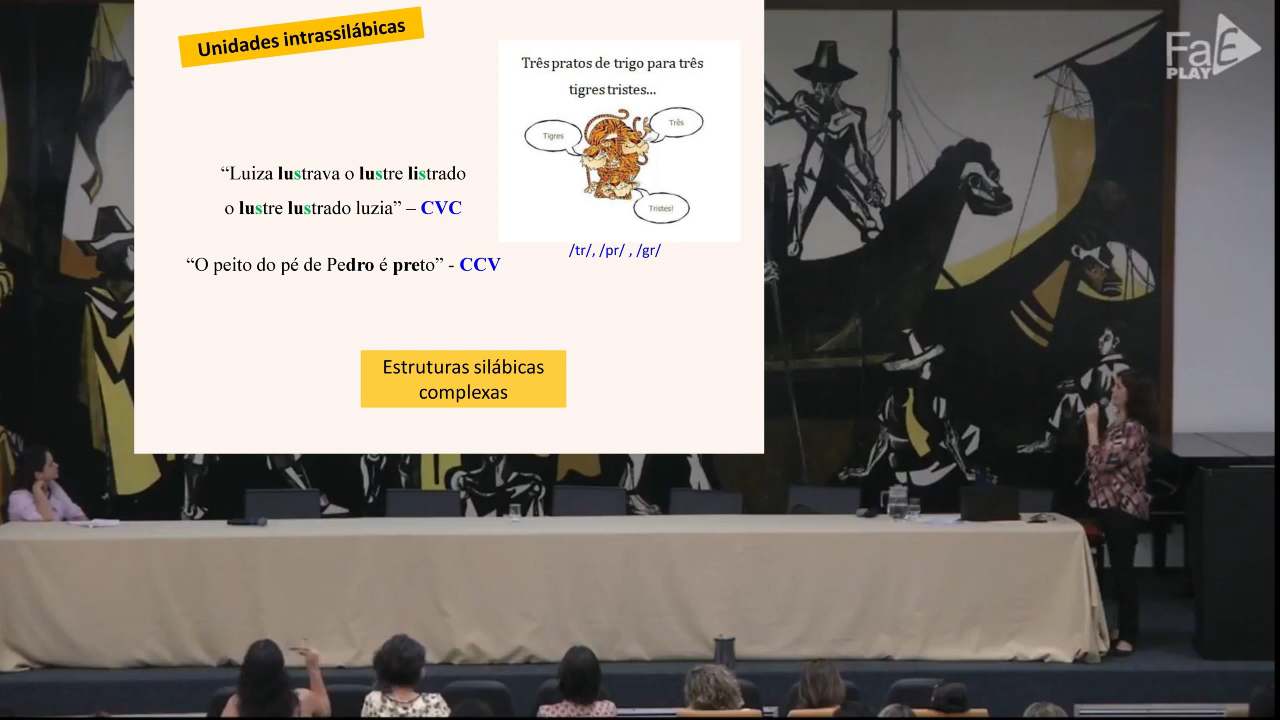 Unidades intrassilábicas
Três pratos de trigo para três
tigres tristes...
Tigres
Três
Tristes!
/tr/, /pr/ , /gr/
“Luiza lustrava o lustre listrado
o lustre lustrado luzia” – CVC
“O peito do pé de Pedro é preto” - CCV
Estruturas silábicas
complexas
FaE
PLAY